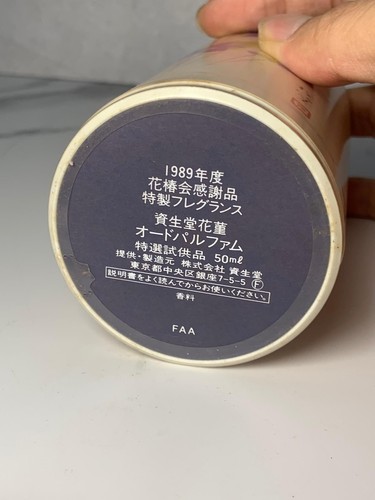 1989年度
花椿会感謝品
特製フレグランス
資生堂花菫
オードパルファム
特選試供品 50mℓ
提供・製造元 株式会社 資生堂
東京都中央区銀座7-5-5 Ⓕ
説明書をよく読んでからお使いください。
香料
FAA